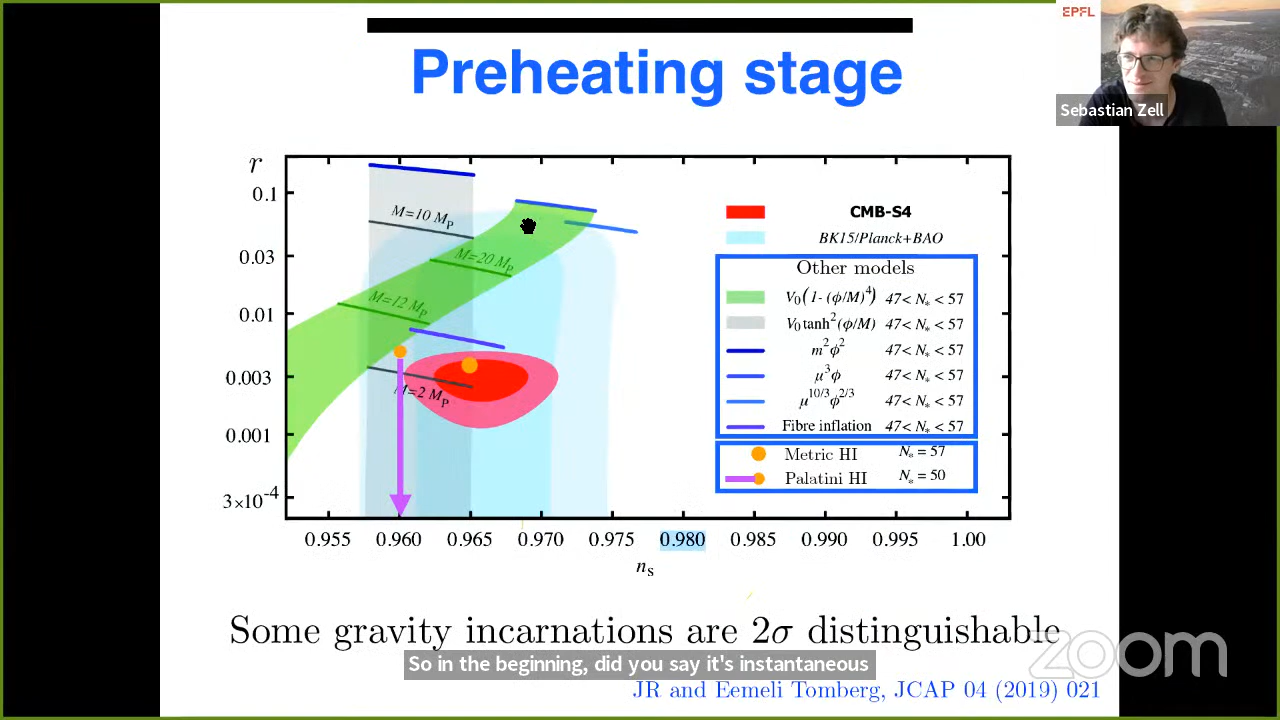 Preheating stage
EPFL
Sebastian Zell
r
0.1
0.03
0.01
0.003
0.001
3×10⁻⁴
M=10 M_P
M=20 M_P
M=12 M_P
M=2 M_P
CMB-S4
BK15/Planck+BAO
Other models
V₀(1-(ϕ/M)⁴) 47< N* < 57
V₀tanh²(ϕ/M) 47< N* < 57
m²ϕ² 47< N* < 57
μ³ϕ 47< N* < 57
μ^10/3 ϕ^2/3 47< N* < 57
Fibre inflation 47< N* < 57
Metric HI N* = 57
Palatini HI N* = 50
0.955 0.960 0.965 0.970 0.975 0.980 0.985 0.990 0.995 1.00
n_s
Some gravity incarnations are 2σ distinguishable
So in the beginning, did you say it's instantaneous
zoom
JR and Eemeli Tomberg, JCAP 04 (2019) 021